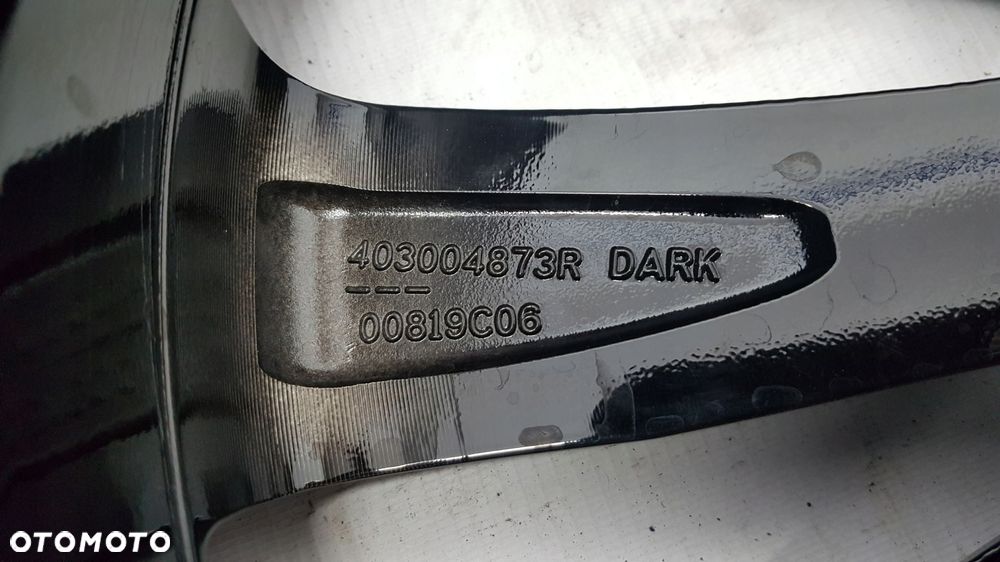 403004873R DARK
---
00819C06
OTOMOTO